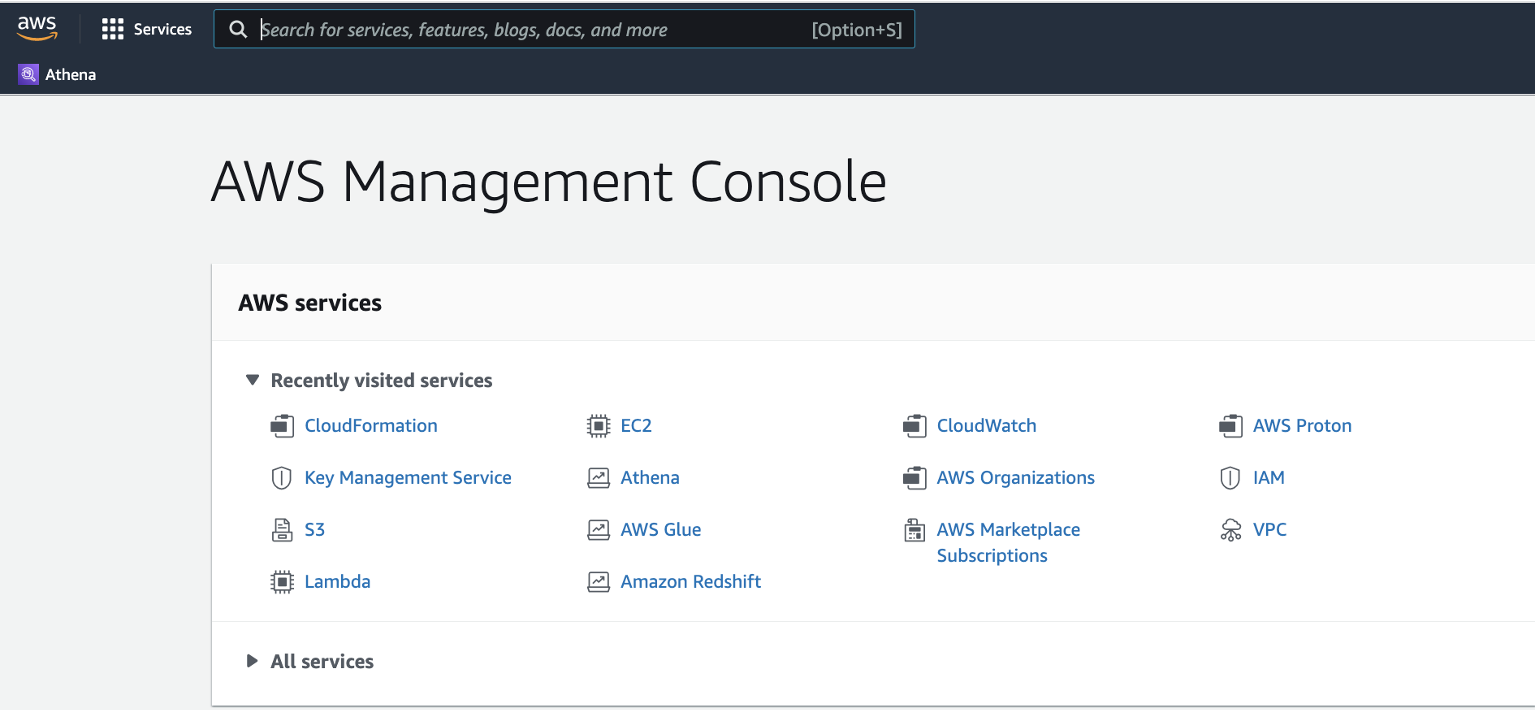 aws
Services
Search for services, features, blogs, docs, and more
[Option+S]
Athena
AWS Management Console
AWS services
Recently visited services
CloudFormation
EC2
CloudWatch
AWS Proton
Key Management Service
Athena
AWS Organizations
IAM
S3
AWS Glue
AWS Marketplace
Subscriptions
VPC
Lambda
Amazon Redshift
All services